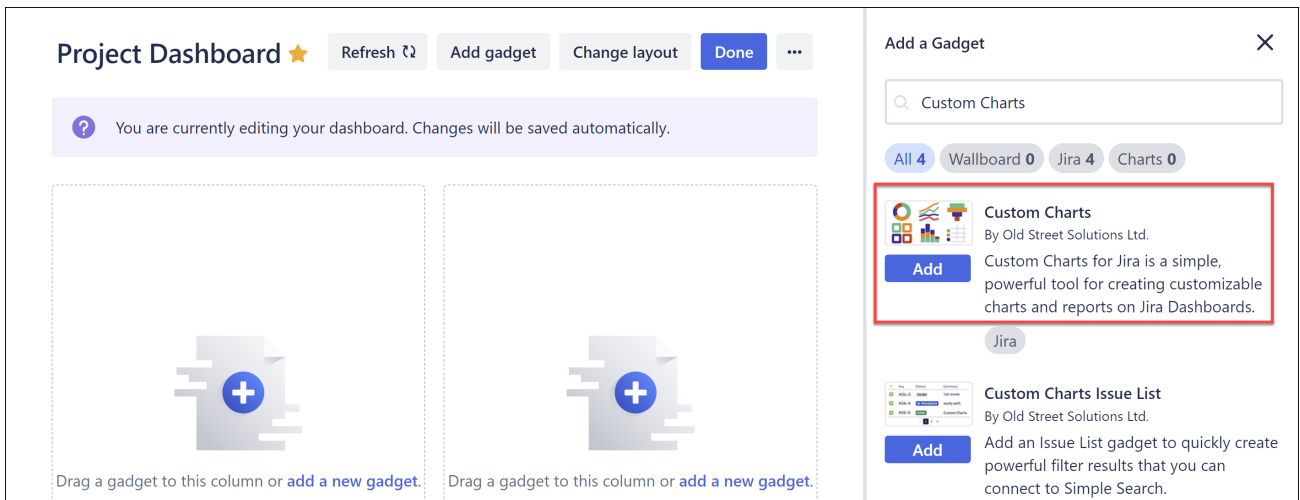 Project Dashboard
Refresh
Add gadget
Change layout
Done
You are currently editing your dashboard. Changes will be saved automatically.
Drag a gadget to this column or add a new gadget.
Drag a gadget to this column or add a new gadget.
Add a Gadget
Custom Charts
All 4
Wallboard 0
Jira 4
Charts 0
Custom Charts
By Old Street Solutions Ltd.
Add
Custom Charts for Jira is a simple,
powerful tool for creating customizable
charts and reports on Jira Dashboards.
Jira
Key Status Summary
Custom Charts
Custom Charts Issue List
By Old Street Solutions Ltd.
Add
Add an Issue List gadget to quickly create
powerful filter results that you can
connect to Simple Search.